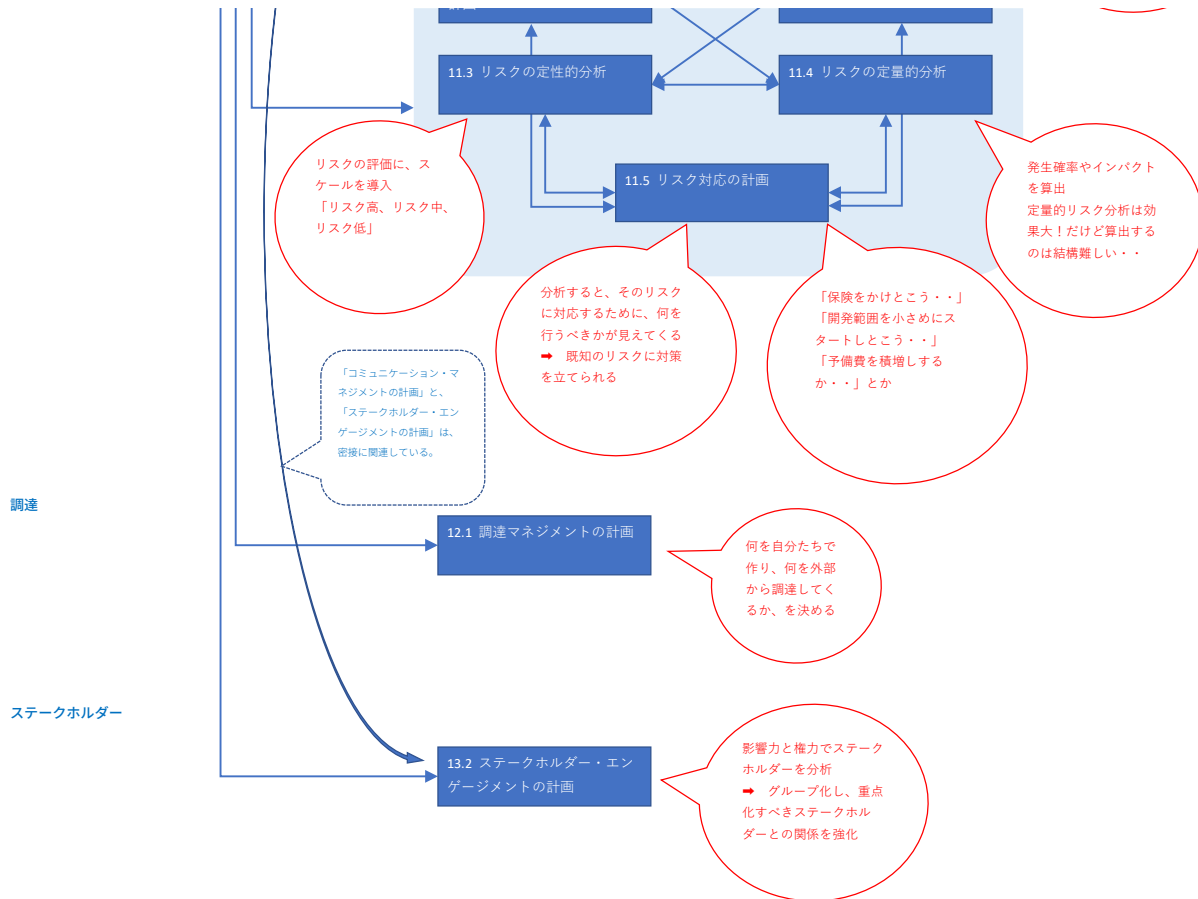 11.3 リスクの定性的分析
11.4 リスクの定量的分析
リスクの評価に、ス
ケールを導入
「リスク高、リスク中、
リスク低」
11.5 リスク対応の計画
発生確率やインパクト
を算出
定量的リスク分析は効
果大！だけど算出する
のは結構難しい・・
分析すると、そのリスク
に対応するために、何を
行うべきかが見えてくる
➡ 既知のリスクに対策
を立てられる
「保険をかけとこう・・」
「開発範囲を小さめにス
タートしとこう・・」
「予備費を積増しする
か・・」とか
「コミュニケーション・マ
ネジメントの計画」と、
「ステークホルダー・エン
ゲージメントの計画」は、
密接に関連している。
調達
12.1 調達マネジメントの計画
何を自分たちで
作り、何を外部
から調達してく
るか、を決める
ステークホルダー
13.2 ステークホルダー・エン
ゲージメントの計画
影響力と権力でステーク
ホルダーを分析
➡ グループ化し、重点
化すべきステークホル
ダーとの関係を強化